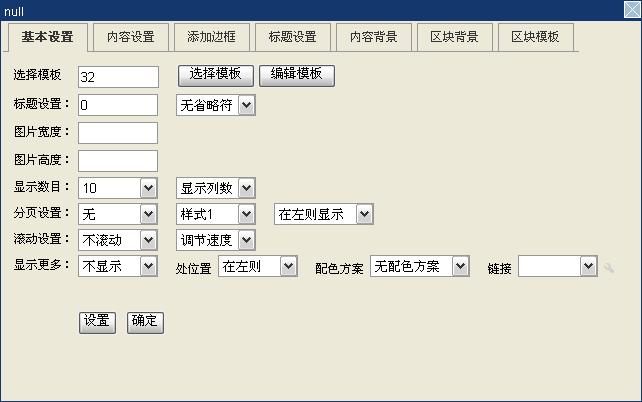 null
基本设置 内容设置 添加边框 标题设置 内容背景 区块背景 区块模板
选择模板 32 选择模板 编辑模板
标题设置： 0 无省略符
图片宽度：
图片高度：
显示数目： 10 显示列数
分页设置： 无 样式1 在左则显示
滚动设置： 不滚动 调节速度
显示更多： 不显示 处位置 在左则 配色方案 无配色方案 链接
设置 确定